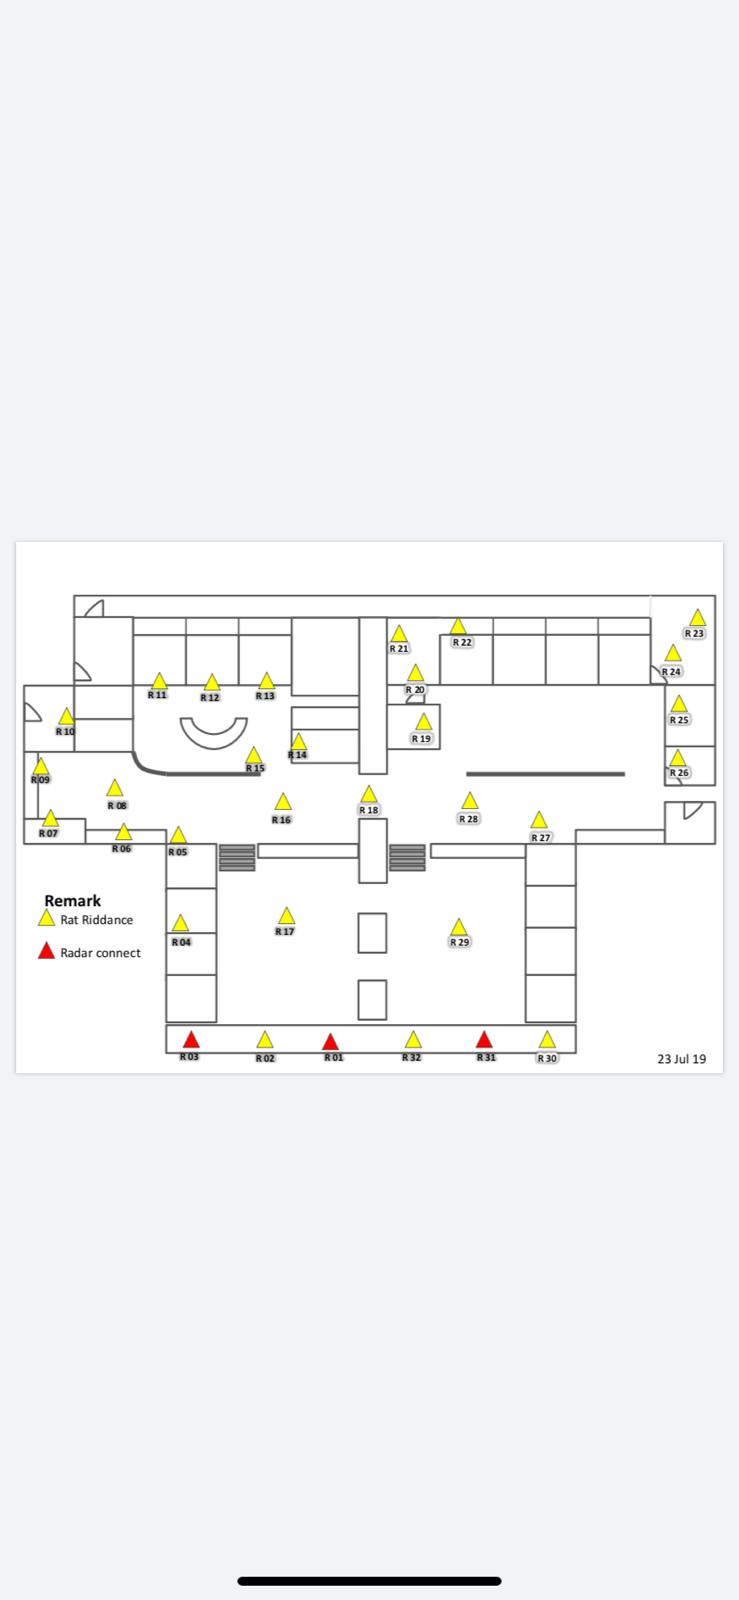 R 23
R 21
R 22
R 24
R 20
R 11
R 12
R 13
R 25
R 10
R 19
R 14
R 15
R 26
R 09
R 08
R 16
R 18
R 28
R 07
R 06
R 05
R 27
Remark
Rat Riddance
Radar connect
R 04
R 17
R 29
R 03
R 02
R 01
R 32
R 31
R 30
23 Jul 19